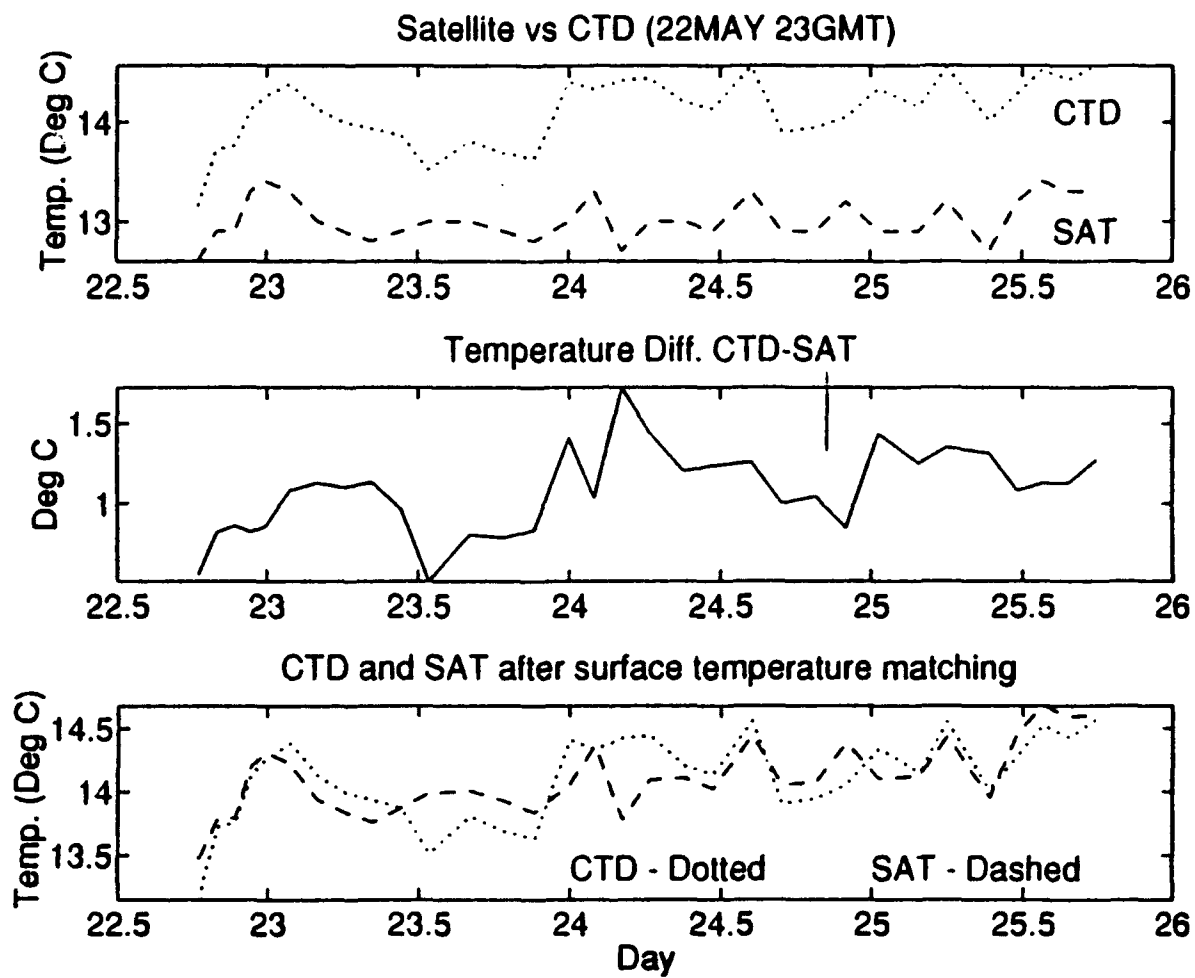 Satellite vs CTD (22MAY 23GMT)
Temp. (Deg C)
14
13
CTD
SAT
22.5 23 23.5 24 24.5 25 25.5 26
Temperature Diff. CTD-SAT
Deg C
1.5
1
22.5 23 23.5 24 24.5 25 25.5 26
CTD and SAT after surface temperature matching
Temp. (Deg C)
14.5
14
13.5
CTD - Dotted SAT - Dashed
22.5 23 23.5 24 24.5 25 25.5 26
Day